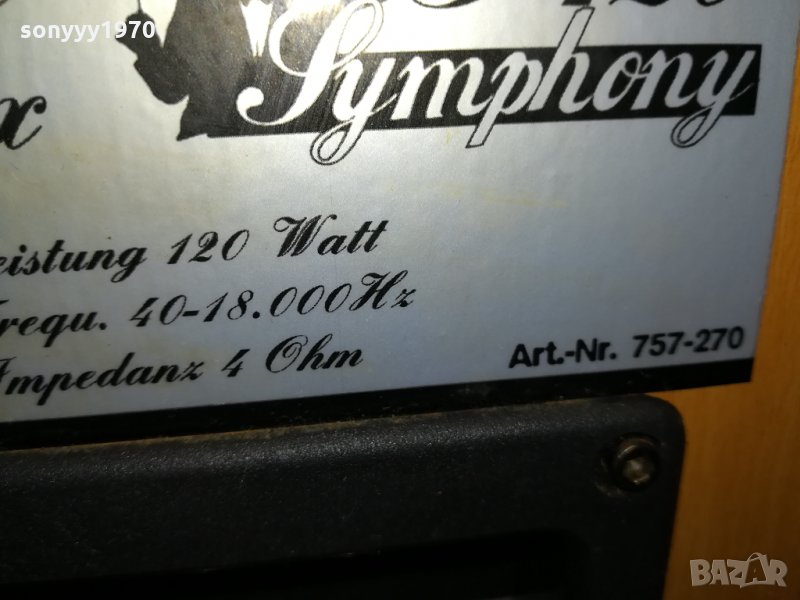 sonyyy1970
Symphony
x
eistung 120 Watt
requ. 40-18.000Hz
Impedanz 4 Ohm
Art.-Nr. 757-270
BAZAR